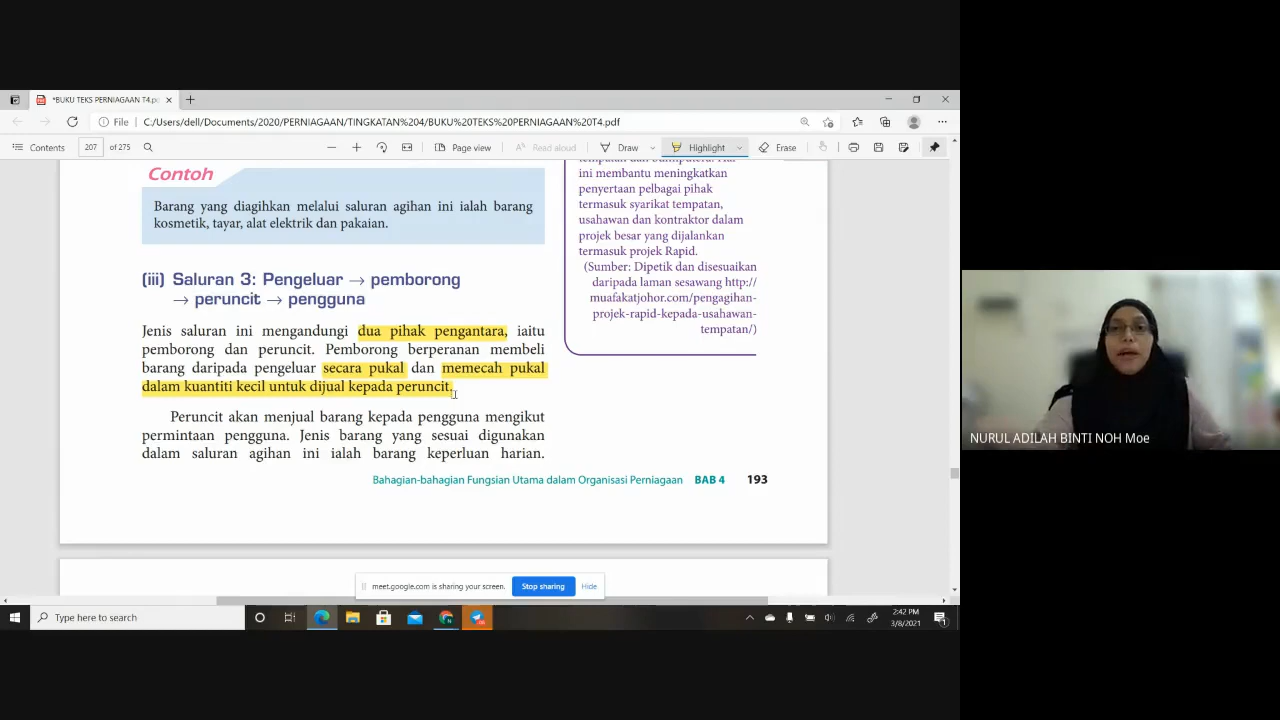 *BUKU TEKS PERNIAGAAN T4.pc
File
C:/Users/dell/Documents/2020/PERNIAGAAN/TINGKATAN%204/BUKU%20TEKS%20PERNIAGAAN%20T4.pdf
Contents
207 of 275
Page view
Read aloud
Draw
Highlight
Erase
Contoh
Barang yang diagihkan melalui saluran agihan ini ialah barang
kosmetik, tayar, alat elektrik dan pakaian.
(iii) Saluran 3: Pengeluar → pemborong
→ peruncit → pengguna
Jenis saluran ini mengandungi dua pihak pengantara, iaitu
pemborong dan peruncit. Pemborong berperanan membeli
barang daripada pengeluar secara pukal dan memecah pukal
dalam kuantiti kecil untuk dijual kepada peruncit.
Peruncit akan menjual barang kepada pengguna mengikut
permintaan pengguna. Jenis barang yang sesuai digunakan
dalam saluran agihan ini ialah barang keperluan harian.
ini membantu meningkatkan
penyertaan pelbagai pihak
termasuk syarikat tempatan,
usahawan dan kontraktor dalam
projek besar yang dijalankan
termasuk projek Rapid.
(Sumber: Dipetik dan disesuaikan
daripada laman sesawang http://
muafakatjohor.com/pengagihan-
projek-rapid-kepada-usahawan-
tempatan/)
Bahagian-bahagian Fungsian Utama dalam Organisasi Perniagaan BAB 4 193
meet.google.com is sharing your screen.
Stop sharing
Hide
Type here to search
2:42 PM
3/8/2021
NURUL ADILAH BINTI NOH Moe